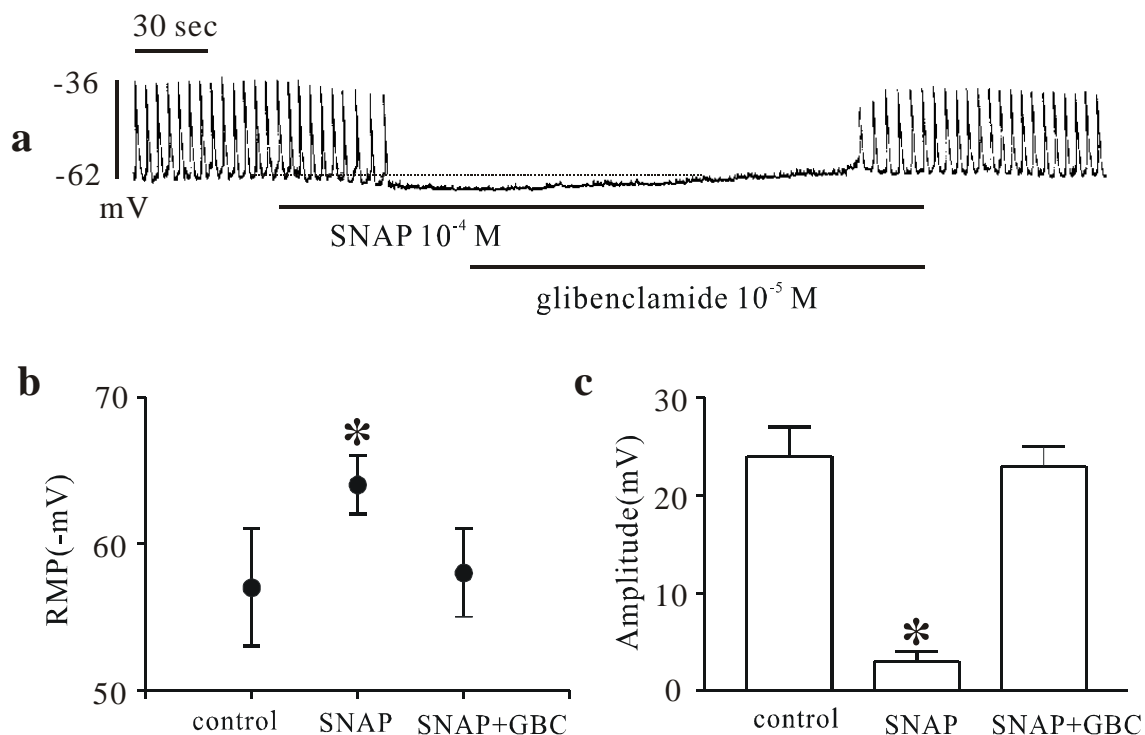 30 sec
-36
a
-62
mV
SNAP 10⁻⁴ M
glibenclamide 10⁻⁵ M
b
70
*
60
50
RMP(-mV)
control SNAP SNAP+GBC
c
30
20
10
*
0
Amplitude(mV)
control SNAP SNAP+GBC